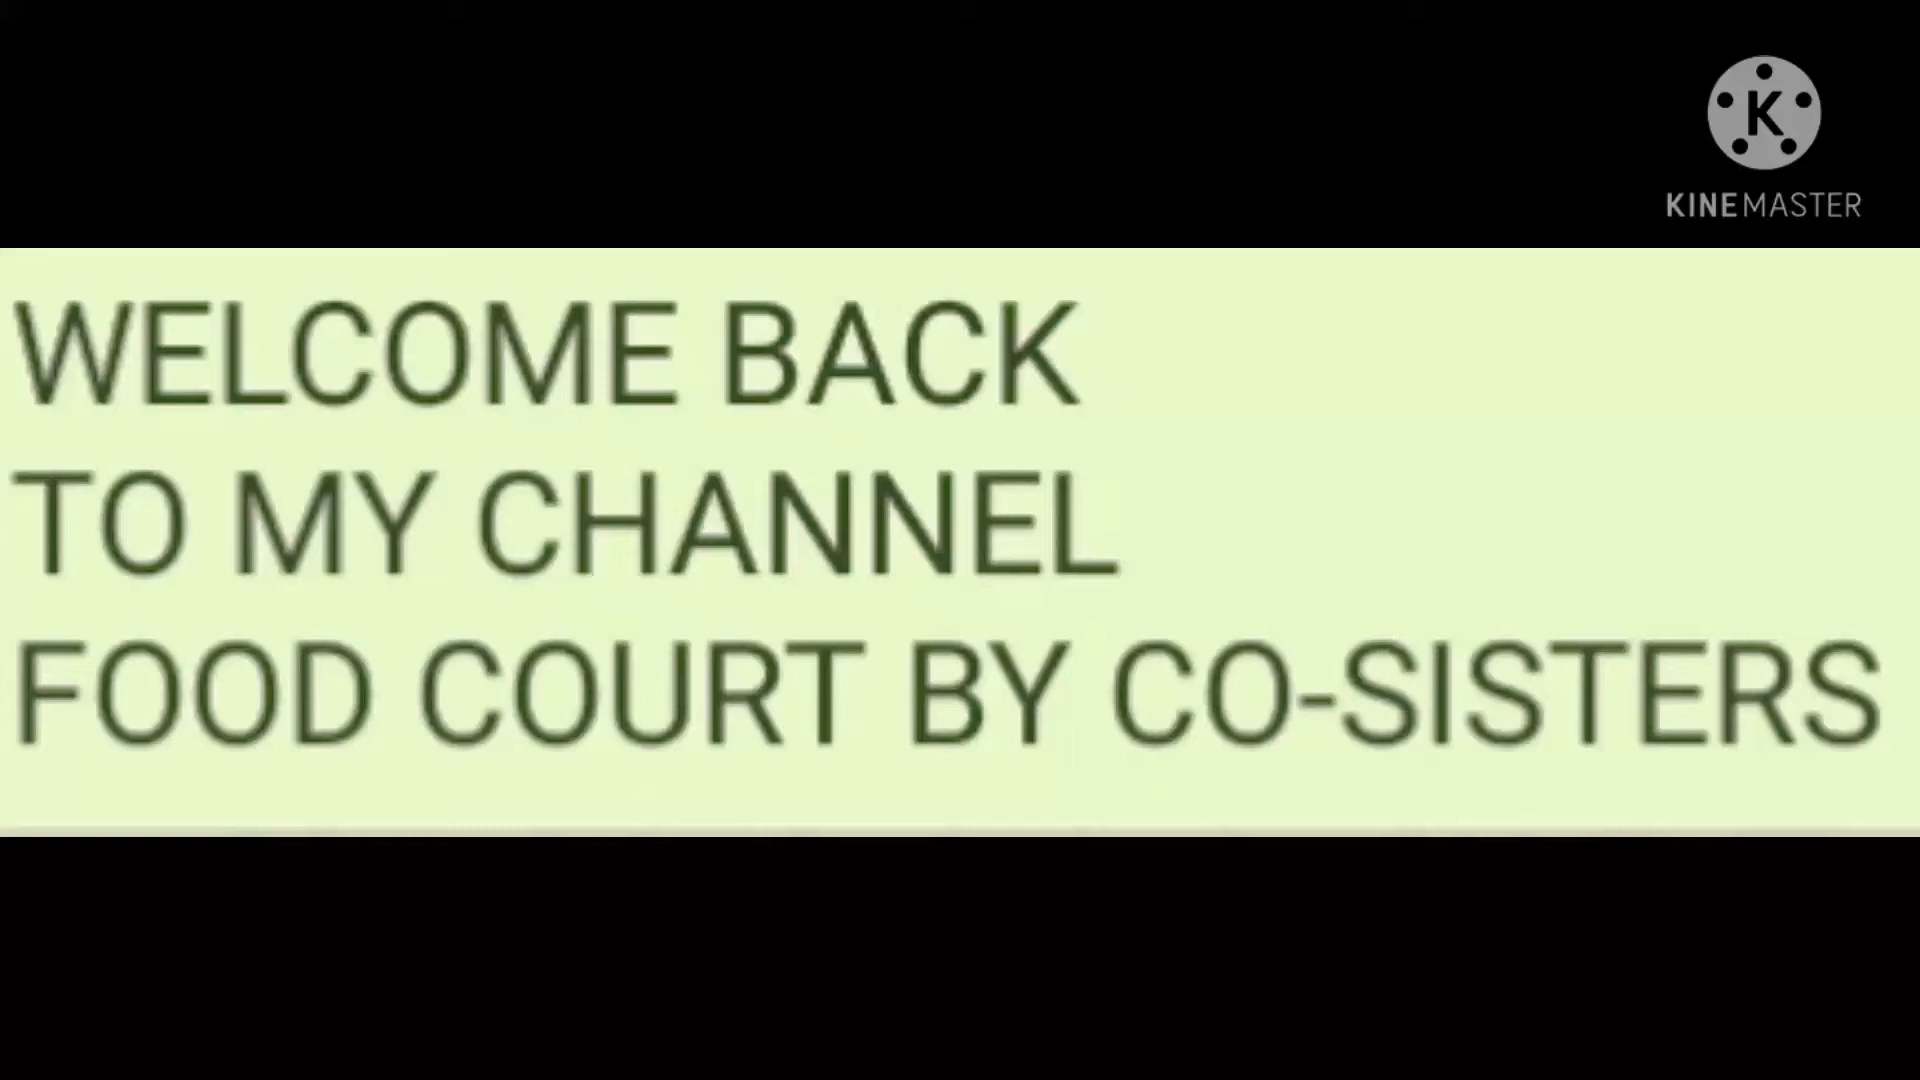 K
KINEMASTER
WELCOME BACK
TO MY CHANNEL
FOOD COURT BY CO-SISTERS